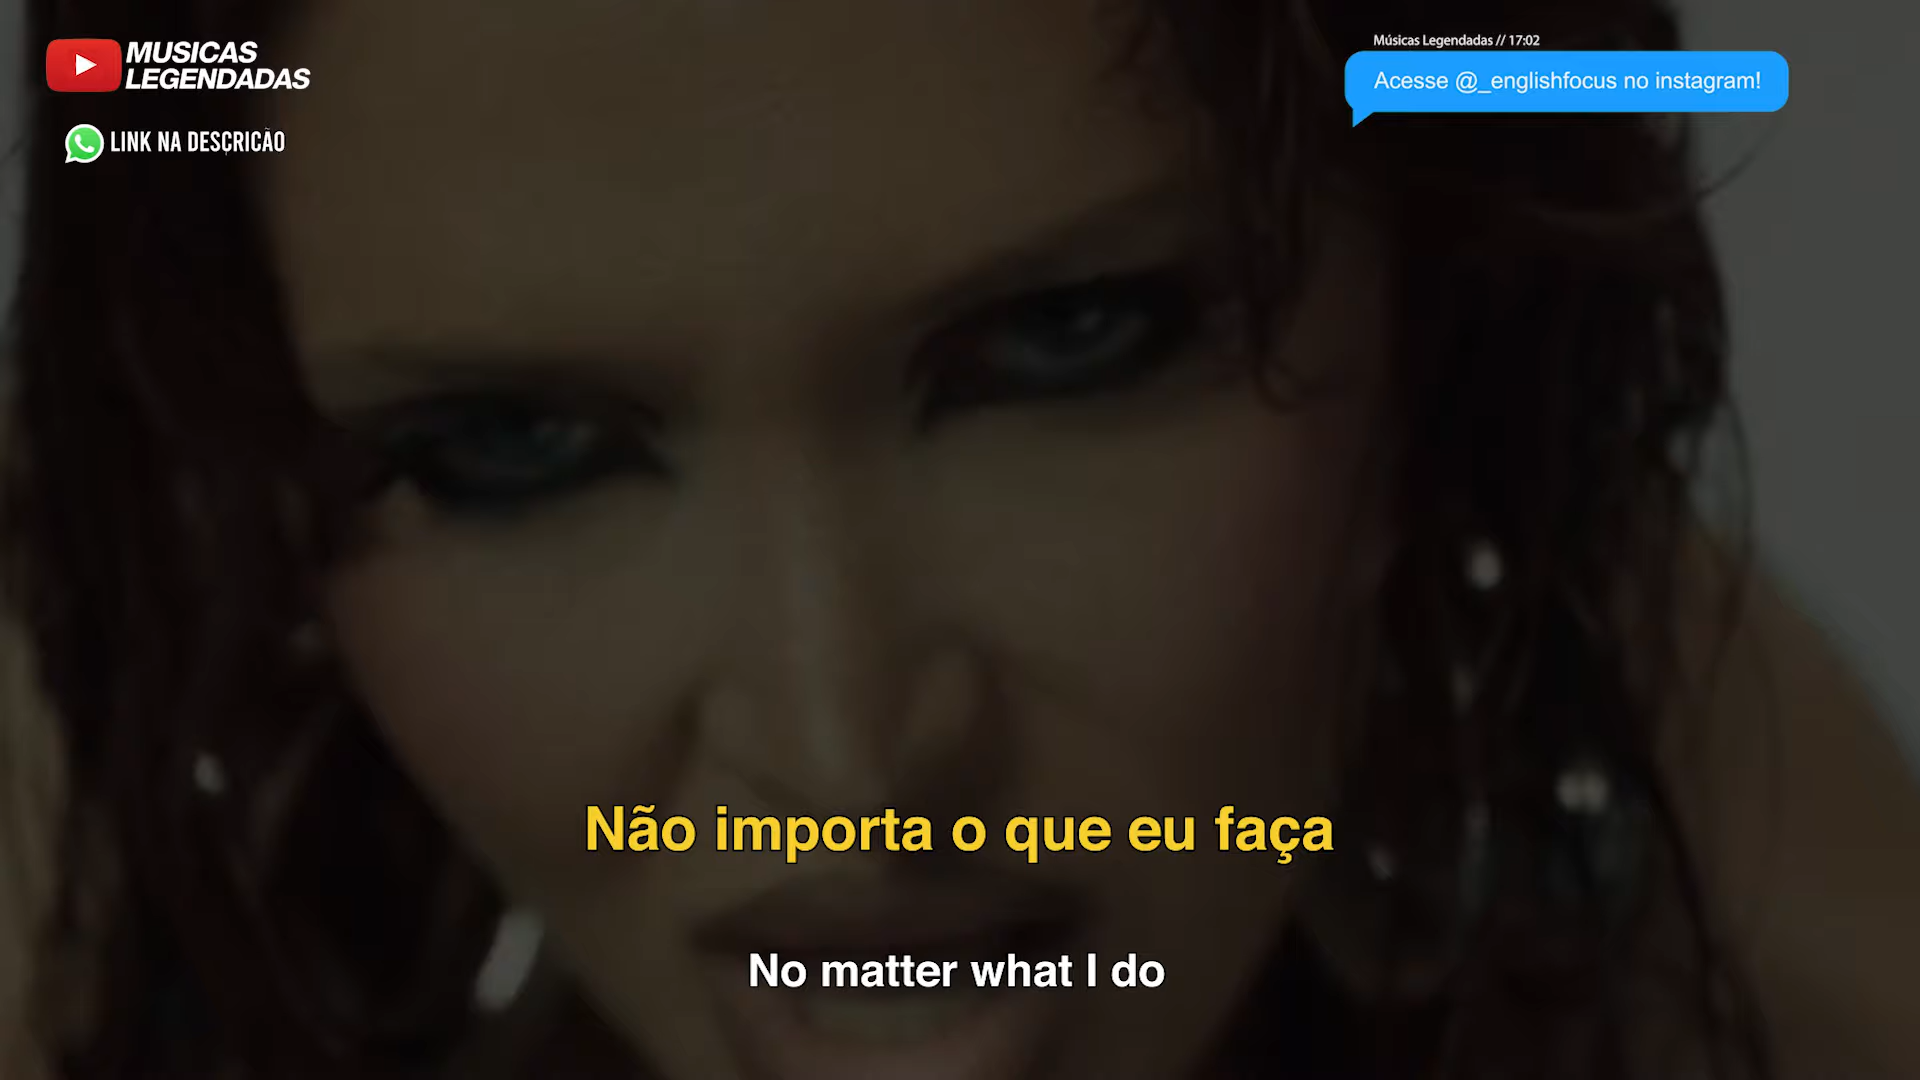 MUSICAS
LEGENDADAS
LINK NA DESCRICÃO
Músicas Legendadas // 17:02
Acesse @_englishfocus no instagram!
Não importa o que eu faça
No matter what I do